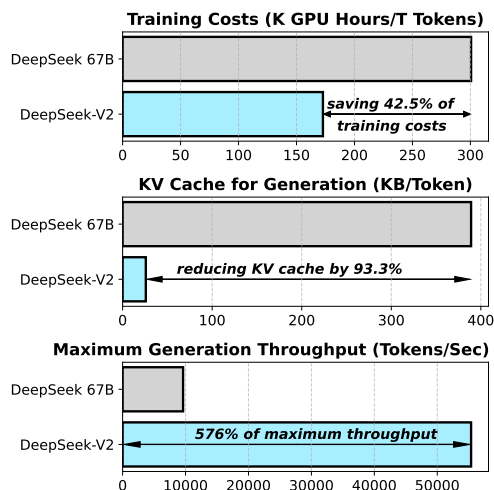 Training Costs (K GPU Hours/T Tokens)
DeepSeek 67B
DeepSeek-V2
saving 42.5% of
training costs
0 50 100 150 200 250 300
KV Cache for Generation (KB/Token)
DeepSeek 67B
DeepSeek-V2
reducing KV cache by 93.3%
0 100 200 300 400
Maximum Generation Throughput (Tokens/Sec)
DeepSeek 67B
DeepSeek-V2
576% of maximum throughput
0 10000 20000 30000 40000 50000